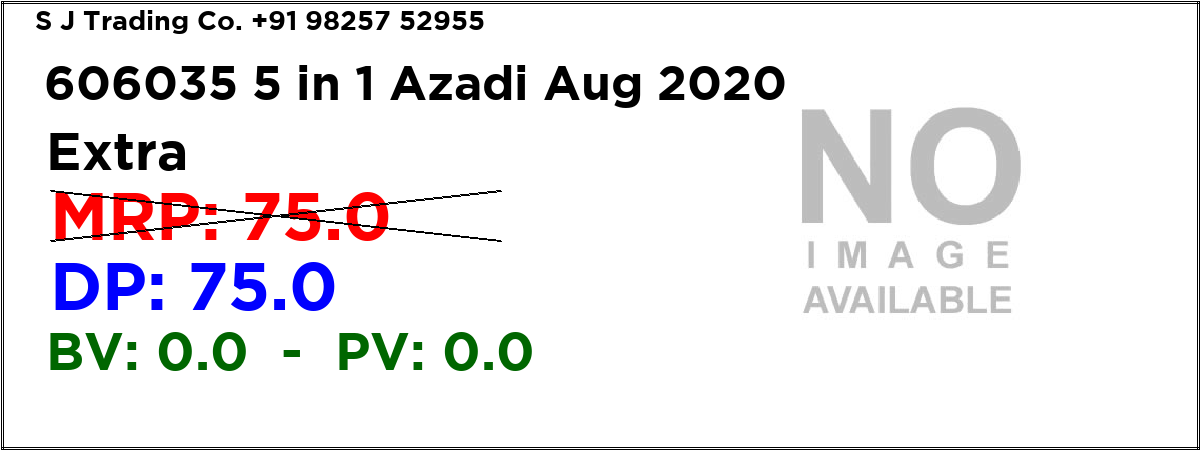 S J Trading Co. +91 98257 52955
606035 5 in 1 Azadi Aug 2020
Extra
MRP: 75.0
DP: 75.0
BV: 0.0 - PV: 0.0
NO
IMAGE
AVAILABLE